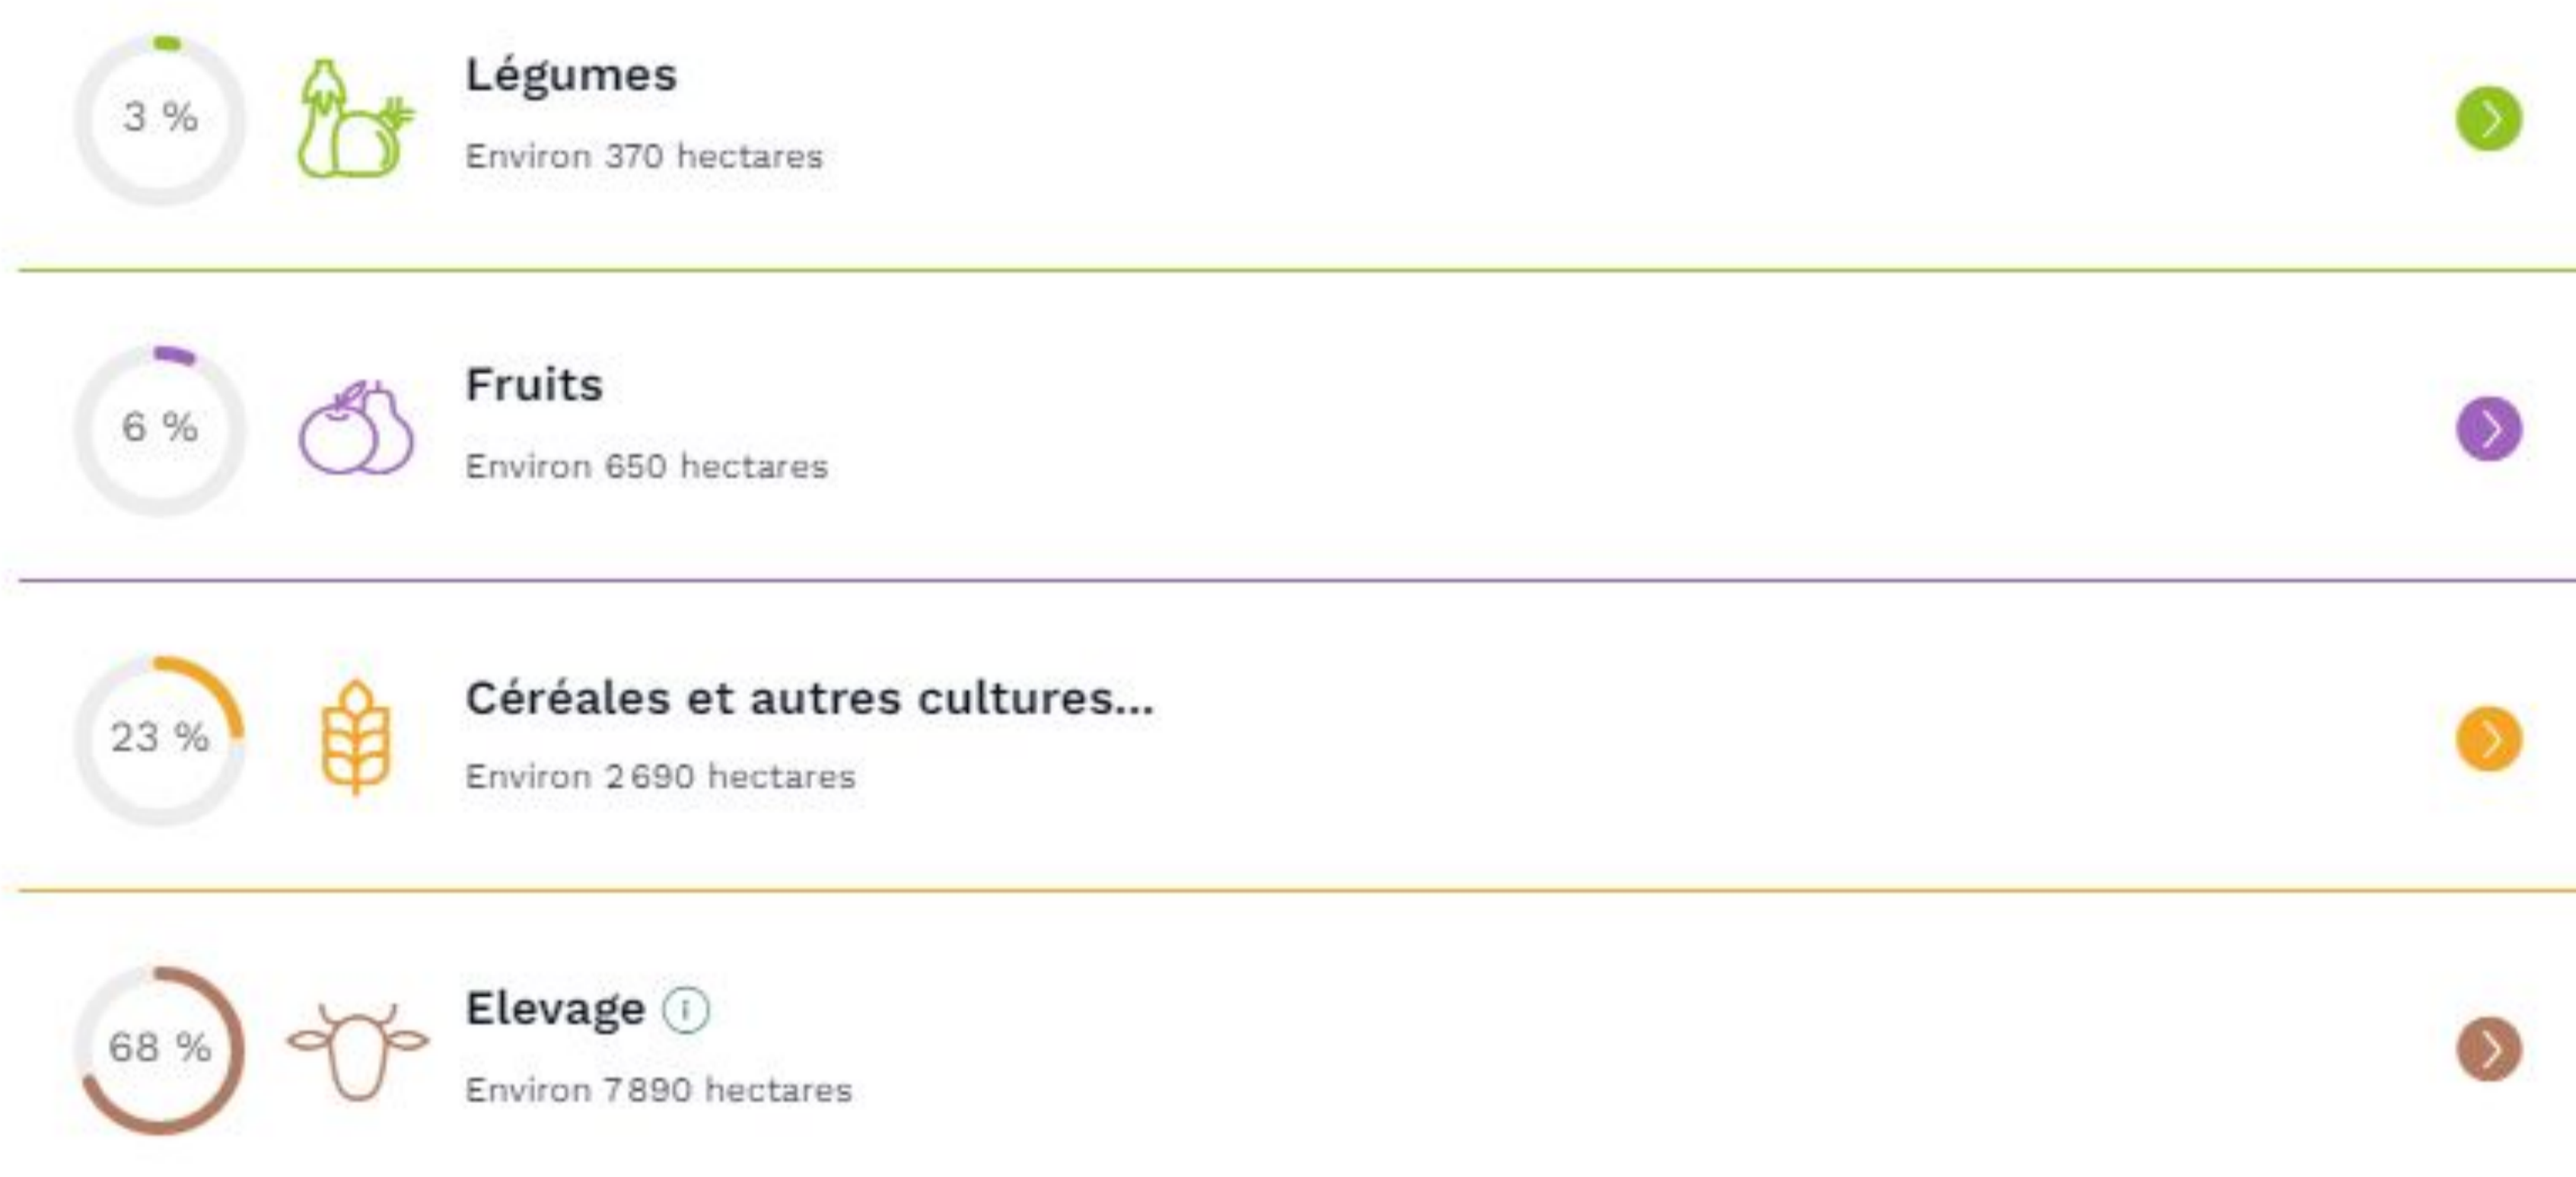 3 %
Légumes
Environ 370 hectares
6 %
Fruits
Environ 650 hectares
23 %
Céréales et autres cultures...
Environ 2 690 hectares
68 %
Elevage i
Environ 7 890 hectares